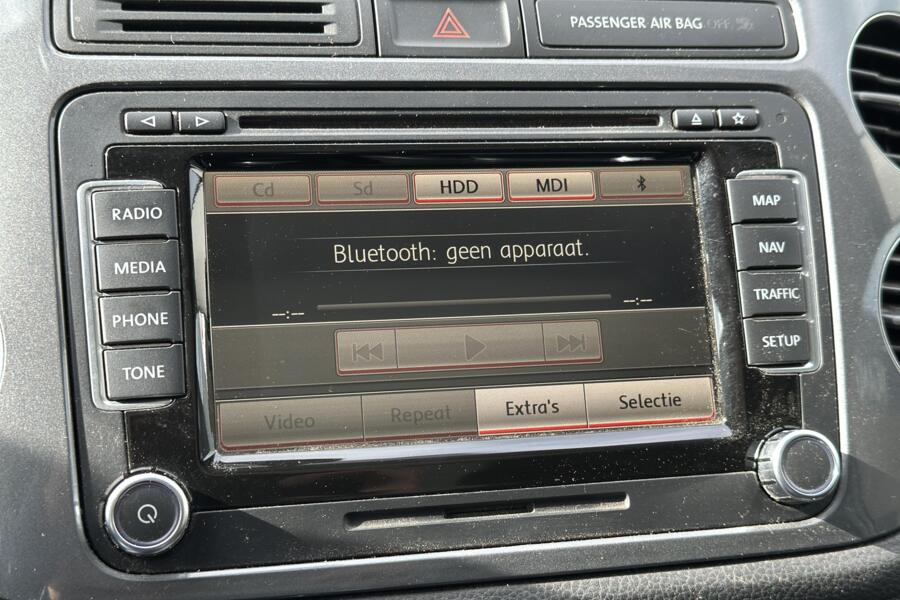 PASSENGER AIR BAG OFF
Cd Sd HDD MDI
RADIO
MEDIA
PHONE
TONE
Bluetooth: geen apparaat.
--:-- --:--
Video Repeat Extra's Selectie
MAP
NAV
TRAFFIC
SETUP